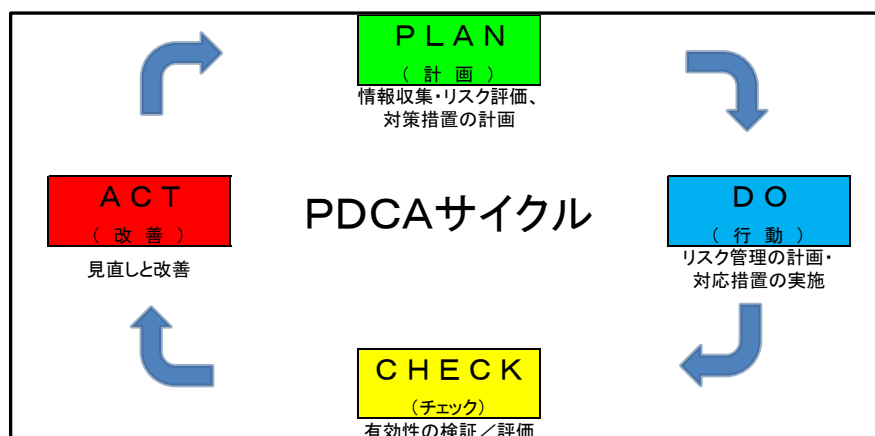 ＰＬＡＮ
（計画）
情報収集・リスク評価、
対策措置の計画
ＡＣＴ
（改善）
見直しと改善
PDCAサイクル
ＤＯ
（行動）
リスク管理の計画・
対応措置の実施
ＣＨＥＣＫ
（チェック）
有効性の検証／評価